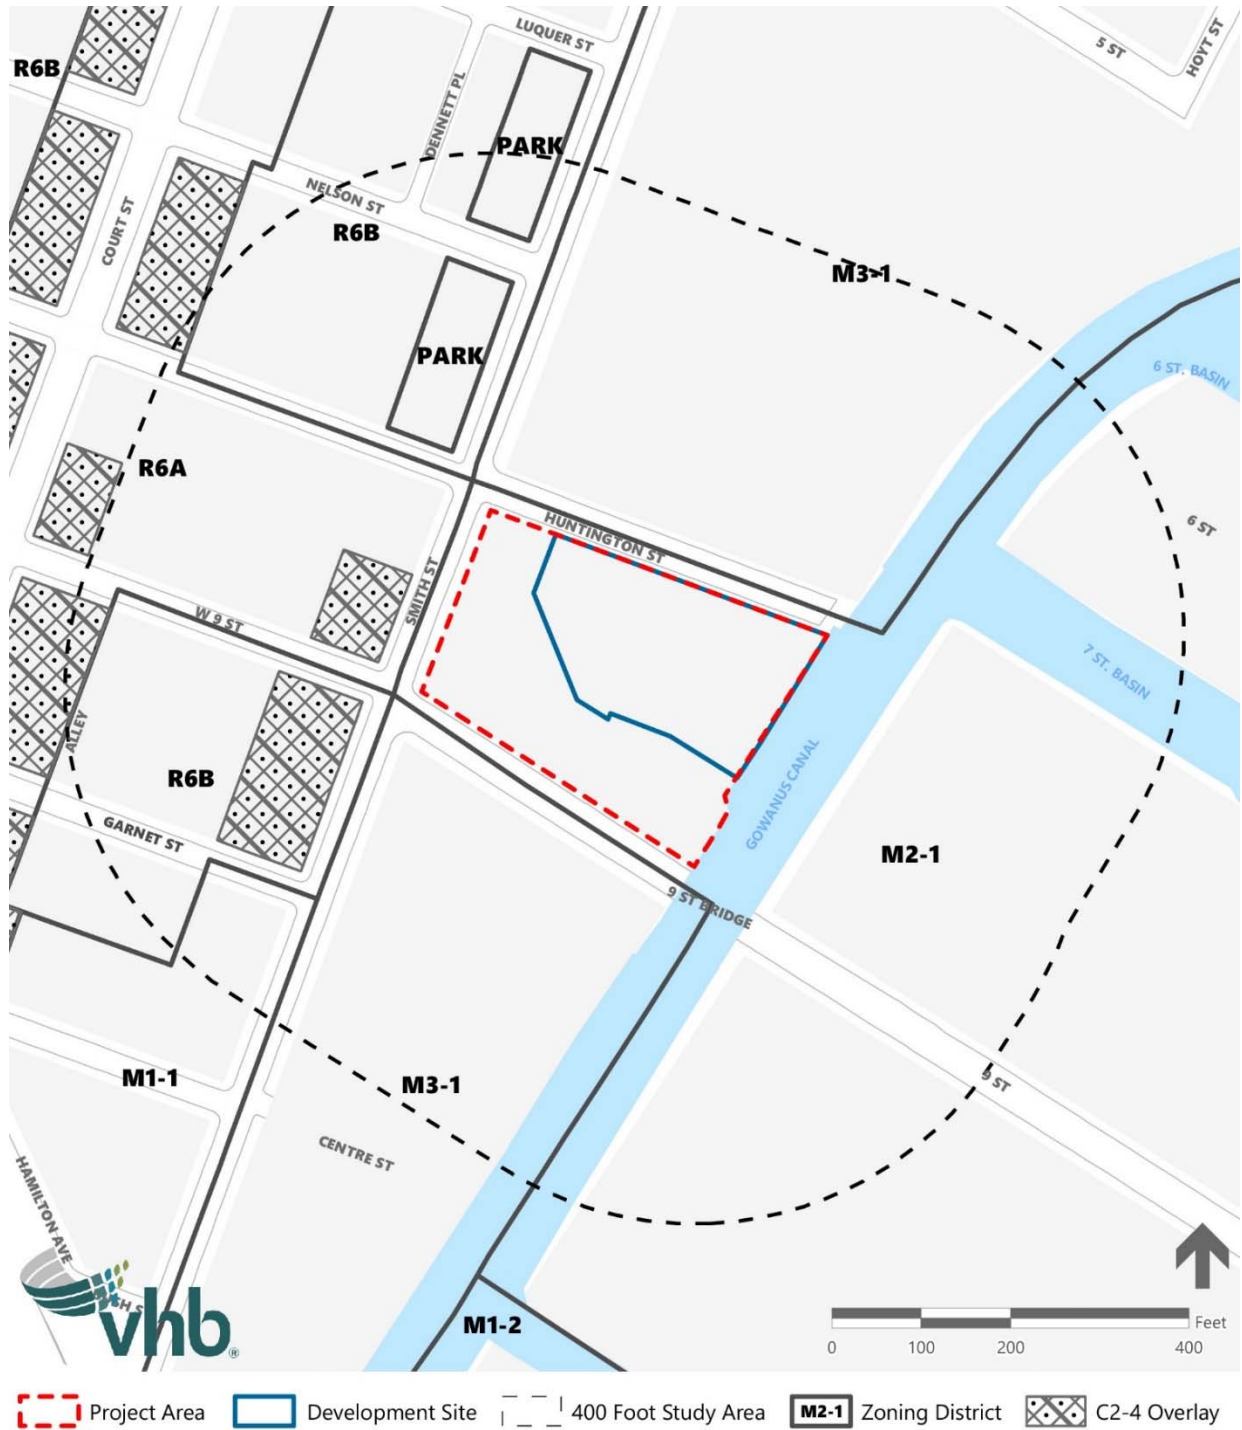 LUQUER ST
5 ST
HOYT ST
R6B
DENNETT PL
PARK
NELSON ST
COURT ST
R6B
M3-1
PARK
6 ST. BASIN
R6A
HUNTINGTON ST
6 ST
SMITH ST
W 9 ST
7 ST. BASIN
ALLEY
R6B
GOWANUS CANAL
GARNET ST
M2-1
9 ST BRIDGE
M1-1
M3-1
9 ST
CENTRE ST
HAMILTON AVE
vhb®
M1-2
Feet
0 100 200 400
Project Area Development Site 400 Foot Study Area M2-1 Zoning District C2-4 Overlay